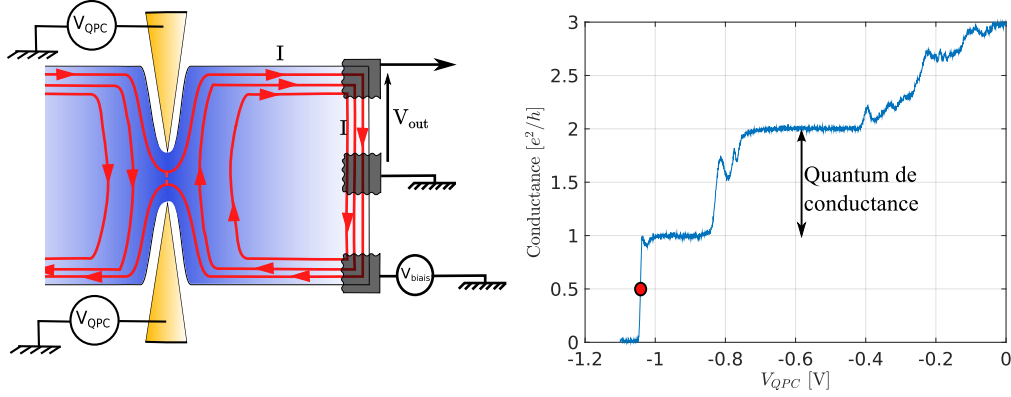 V_QPC
I
I
V_out
V_biais
V_QPC
Conductance [e²/h]
3
2.5
2
1.5
1
0.5
0
Quantum de
conductance
-1.2
-1
-0.8
-0.6
-0.4
-0.2
0
V_QPC [V]